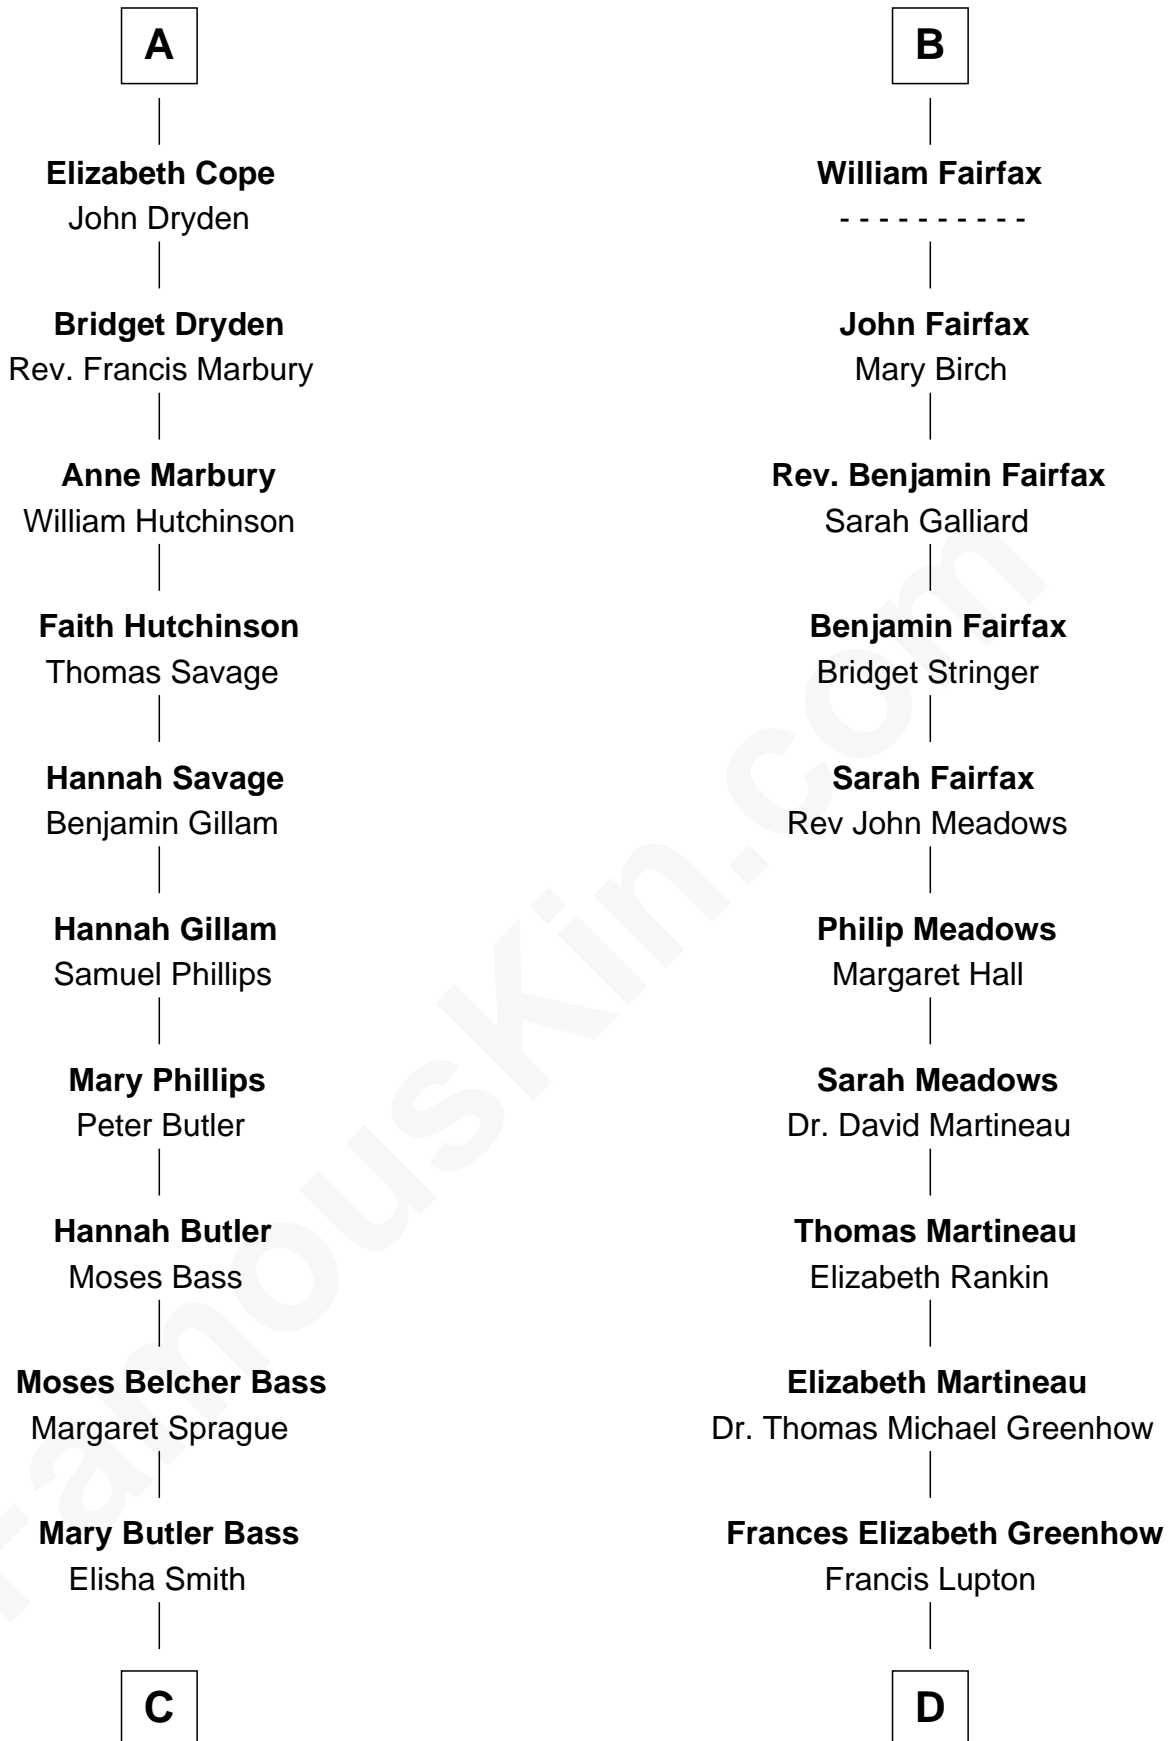 A
Elizabeth Cope
John Dryden
Bridget Dryden
Rev. Francis Marbury
Anne Marbury
William Hutchinson
Faith Hutchinson
Thomas Savage
Hannah Savage
Benjamin Gillam
Hannah Gillam
Samuel Phillips
Mary Phillips
Peter Butler
Hannah Butler
Moses Bass
Moses Belcher Bass
Margaret Sprague
Mary Butler Bass
Elisha Smith
C
B
William Fairfax
- - - - - - - - - -
John Fairfax
Mary Birch
Rev. Benjamin Fairfax
Sarah Galliard
Benjamin Fairfax
Bridget Stringer
Sarah Fairfax
Rev John Meadows
Philip Meadows
Margaret Hall
Sarah Meadows
Dr. David Martineau
Thomas Martineau
Elizabeth Rankin
Elizabeth Martineau
Dr. Thomas Michael Greenhow
Frances Elizabeth Greenhow
Francis Lupton
D
FamousKin.com